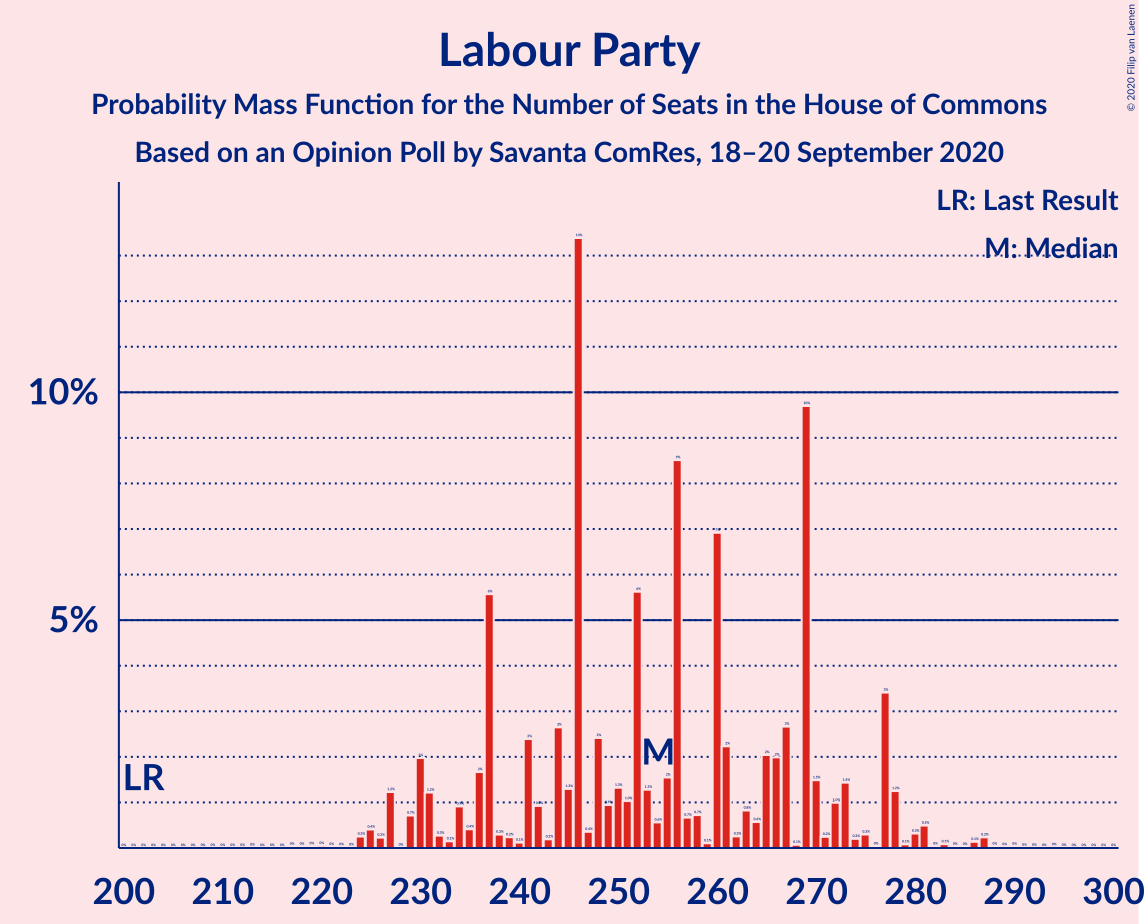 Labour Party
Probability Mass Function for the Number of Seats in the House of Commons
Based on an Opinion Poll by Savanta ComRes, 18–20 September 2020
© 2020 Filip van Laenen
LR: Last Result
M: Median
10%
5%
LR
M
200 210 220 230 240 250 260 270 280 290 300